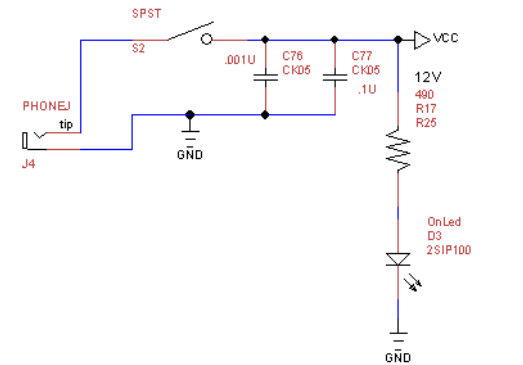 SPST
S2
VCC
.001U
C76
CK05
C77
CK05
.1U
12V
490
R17
R25
PHONEJ
tip
J4
GND
OnLed
D3
2SIP100
GND